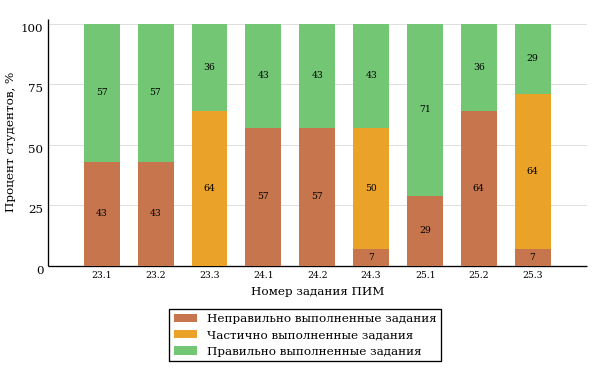 Процент студентов, %
100
75
50
25
0
57 57 36 43 43 43 71 36 29
64 50 64
43 43 57 57 7 29 64 7
23.1 23.2 23.3 24.1 24.2 24.3 25.1 25.2 25.3
Номер задания ПИМ
Неправильно выполненные задания
Частично выполненные задания
Правильно выполненные задания